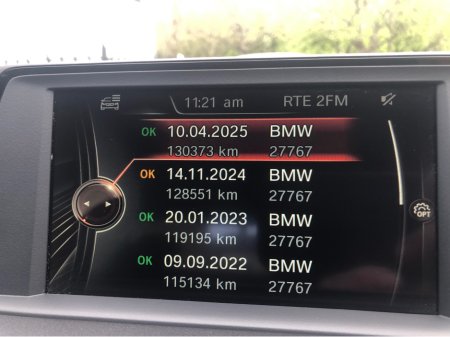 11:21 am RTE 2FM
OK 10.04.2025 BMW
130373 km 27767
OK 14.11.2024 BMW
128551 km 27767
OK 20.01.2023 BMW
119195 km 27767
OK 09.09.2022 BMW
115134 km 27767
OPT